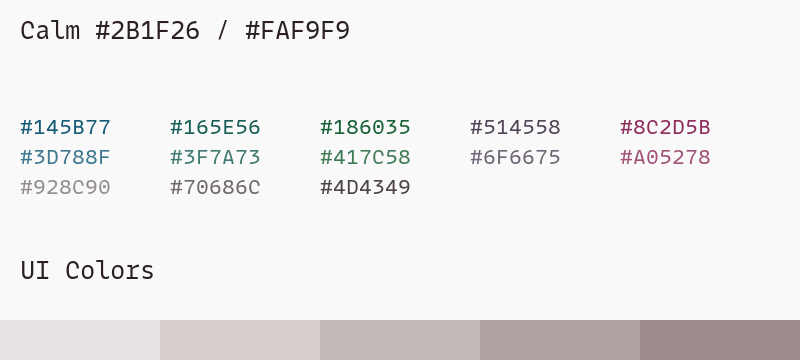 Calm #2B1F26 / #FAF9F9
#145B77 #165E56 #186035 #514558 #8C2D5B
#3D788F #3F7A73 #417C58 #6F6675 #A05278
#928C90 #70686C #4D4349
UI Colors